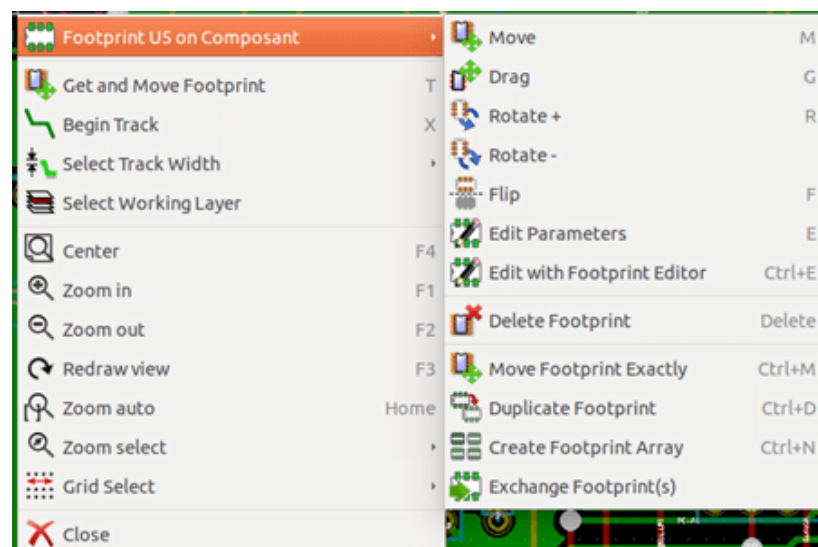 Footprint US on Composant
Get and Move Footprint T
Begin Track X
Select Track Width
Select Working Layer
Center F4
Zoom in F1
Zoom out F2
Redraw view F3
Zoom auto Home
Zoom select
Grid Select
Close
Move M
Drag G
Rotate + R
Rotate -
Flip F
Edit Parameters E
Edit with Footprint Editor Ctrl+E
Delete Footprint Delete
Move Footprint Exactly Ctrl+M
Duplicate Footprint Ctrl+D
Create Footprint Array Ctrl+N
Exchange Footprint(s)